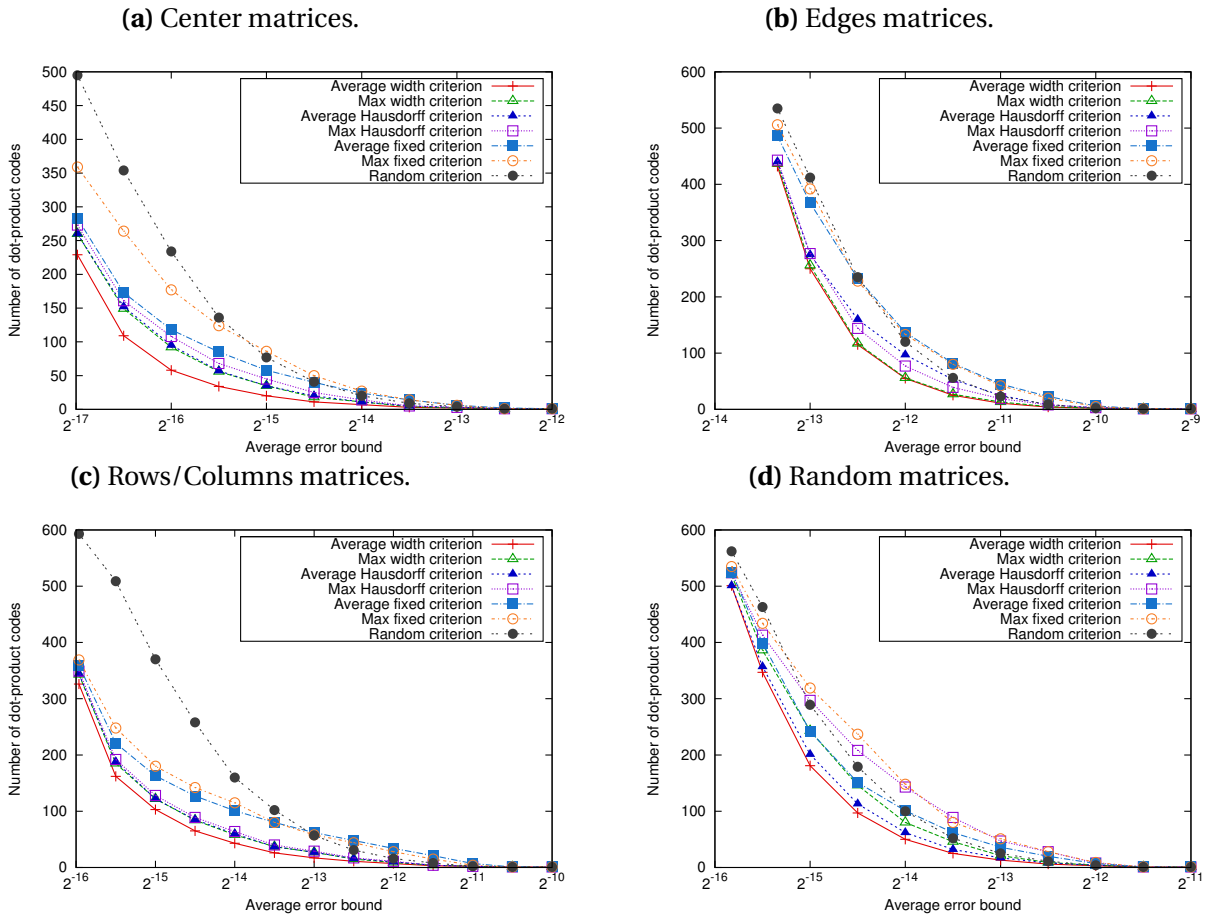 (a) Center matrices.
500
450
400
350
300
250
200
150
100
50
0
Number of dot-product codes
Average width criterion
Max width criterion
Average Hausdorff criterion
Max Hausdorff criterion
Average fixed criterion
Max fixed criterion
Random criterion
2^-17 2^-16 2^-15 2^-14 2^-13 2^-12
Average error bound
(b) Edges matrices.
600
500
400
300
200
100
0
Number of dot-product codes
Average width criterion
Max width criterion
Average Hausdorff criterion
Max Hausdorff criterion
Average fixed criterion
Max fixed criterion
Random criterion
2^-14 2^-13 2^-12 2^-11 2^-10 2^-9
Average error bound
(c) Rows/Columns matrices.
600
500
400
300
200
100
0
Number of dot-product codes
Average width criterion
Max width criterion
Average Hausdorff criterion
Max Hausdorff criterion
Average fixed criterion
Max fixed criterion
Random criterion
2^-16 2^-15 2^-14 2^-13 2^-12 2^-11 2^-10
Average error bound
(d) Random matrices.
600
500
400
300
200
100
0
Number of dot-product codes
Average width criterion
Max width criterion
Average Hausdorff criterion
Max Hausdorff criterion
Average fixed criterion
Max fixed criterion
Random criterion
2^-16 2^-15 2^-14 2^-13 2^-12 2^-11
Average error bound